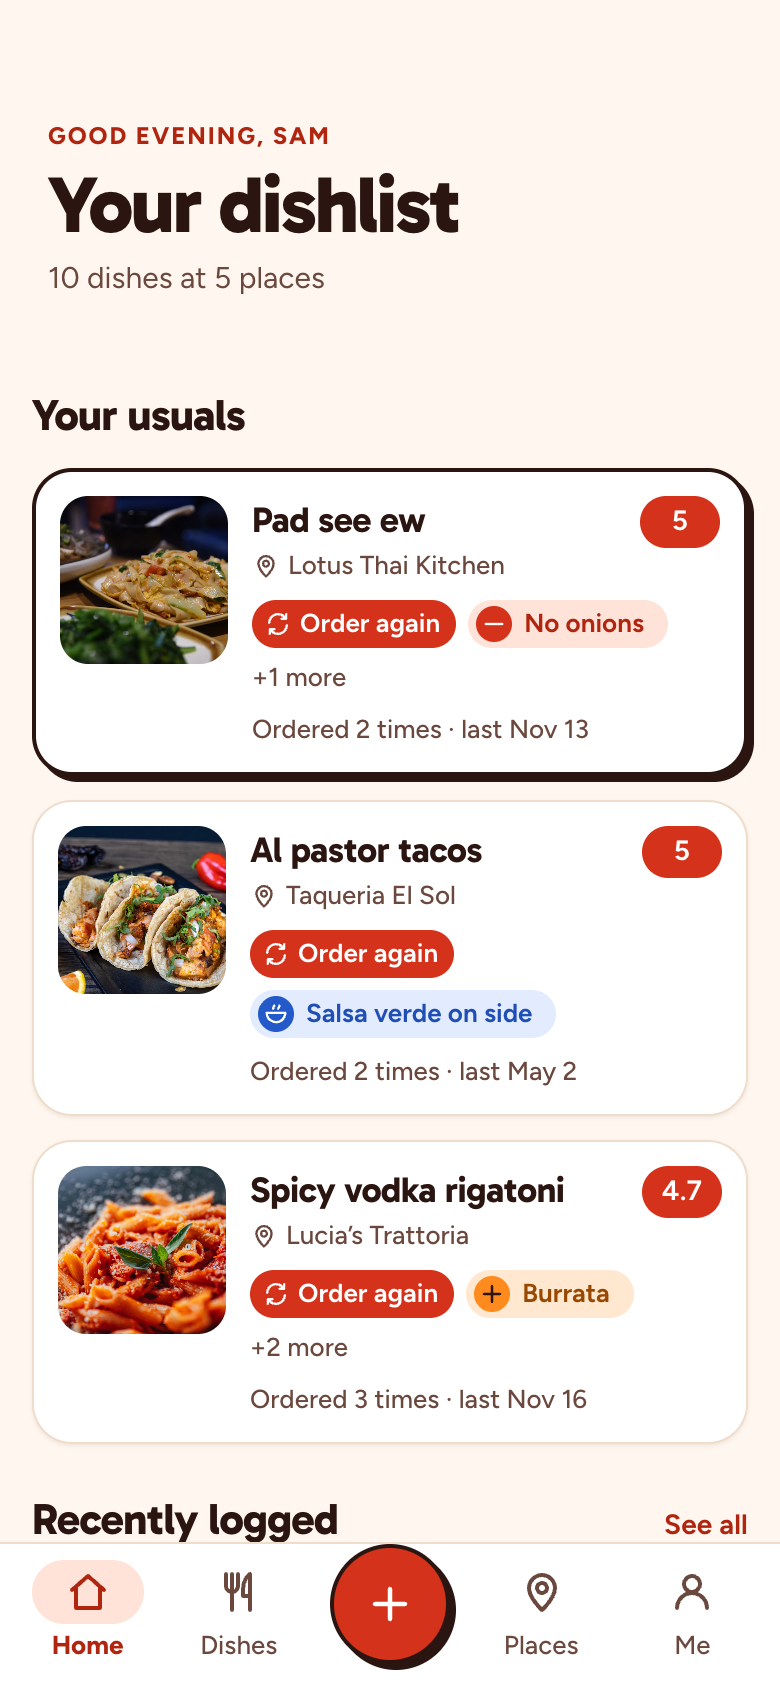 GOOD EVENING, SAM
Your dishlist
10 dishes at 5 places
Your usuals
Pad see ew
5
Lotus Thai Kitchen
Order again
No onions
+1 more
Ordered 2 times · last Nov 13
Al pastor tacos
5
Taqueria El Sol
Order again
Salsa verde on side
Ordered 2 times · last May 2
Spicy vodka rigatoni
4.7
Lucia’s Trattoria
Order again
Burrata
+2 more
Ordered 3 times · last Nov 16
Recently logged
See all
Home
Dishes
Places
Me